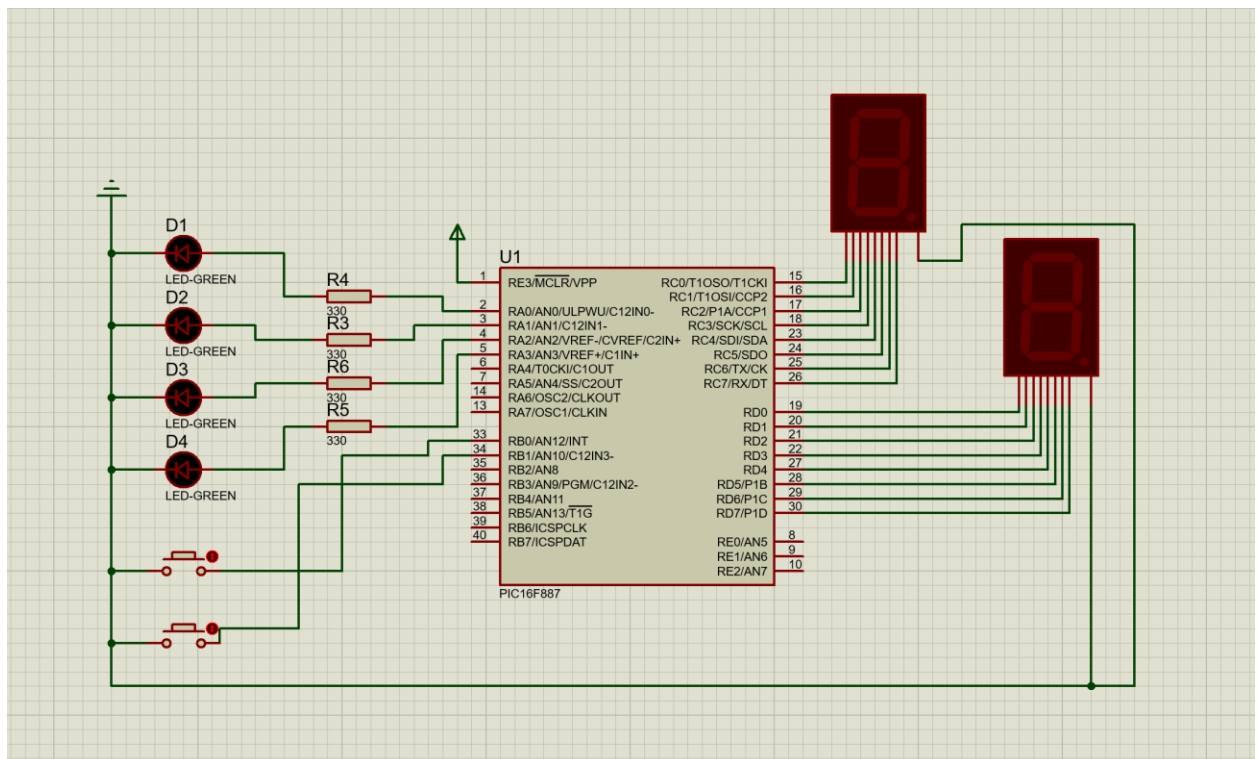 D1
LED-GREEN
D2
LED-GREEN
D3
LED-GREEN
D4
LED-GREEN
R4
330
R3
330
R6
330
R5
330
U1
1
RE3/MCLR/VPP
2
RA0/AN0/ULPWU/C12IN0-
3
RA1/AN1/C12IN1-
4
RA2/AN2/VREF-/CVREF/C2IN+
5
RA3/AN3/VREF+/C1IN+
6
RA4/T0CKI/C1OUT
7
RA5/AN4/SS/C2OUT
14
RA6/OSC2/CLKOUT
13
RA7/OSC1/CLKIN
33
RB0/AN12/INT
34
RB1/AN10/C12IN3-
35
RB2/AN8
36
RB3/AN9/PGM/C12IN2-
37
RB4/AN11
38
RB5/AN13/T1G
39
RB6/ICSPCLK
40
RB7/ICSPDAT
RC0/T1OSO/T1CKI
15
RC1/T1OSI/CCP2
16
RC2/P1A/CCP1
17
RC3/SCK/SCL
18
RC4/SDI/SDA
23
RC5/SDO
24
RC6/TX/CK
25
RC7/RX/DT
26
RD0
19
RD1
20
RD2
21
RD3
22
RD4
27
RD5/P1B
28
RD6/P1C
29
RD7/P1D
30
RE0/AN5
8
RE1/AN6
9
RE2/AN7
10
PIC16F887